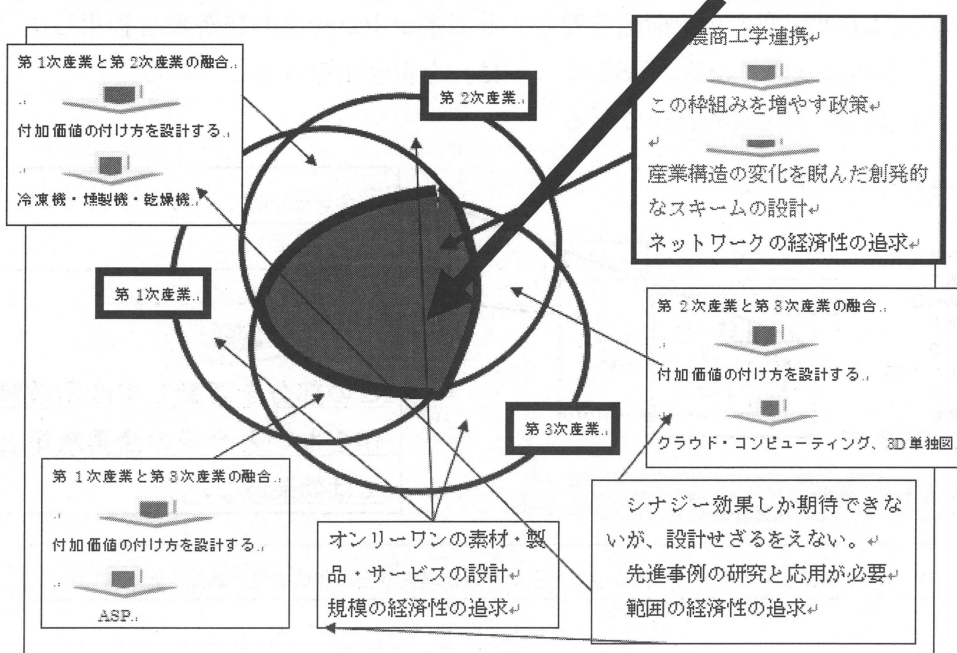 第1次産業と第2次産業の融合
付加価値の付け方を設計する
冷凍機・燻製機・乾燥機
第2次産業
農商工学連携
この枠組みを増やす政策
産業構造の変化を睨んだ創発的
なスキームの設計
ネットワークの経済性の追求
第1次産業
第2次産業と第3次産業の融合
付加価値の付け方を設計する
クラウド・コンピューティング、3D単独図
第3次産業
第1次産業と第3次産業の融合
付加価値の付け方を設計する
ASP
オンリーワンの素材・製
品・サービスの設計
規模の経済性の追求
シナジー効果しか期待できな
いが、設計せざるをえない。
先進事例の研究と応用が必要
範囲の経済性の追求